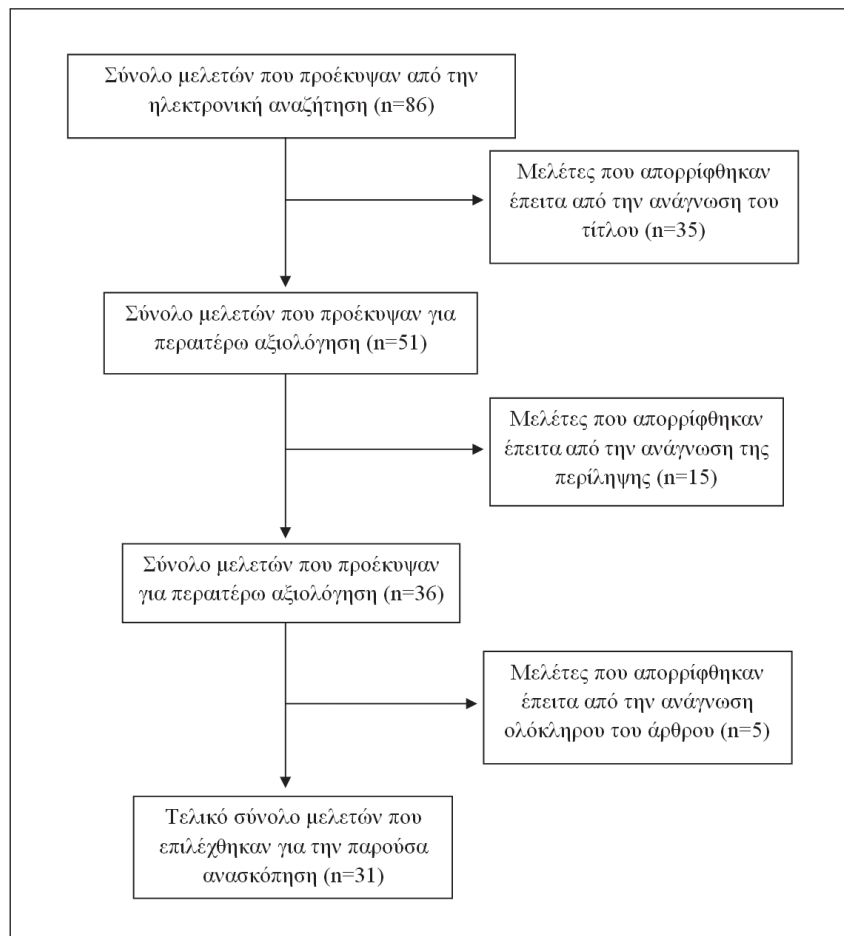 Σύνολο μελετών που προέκυψαν από την
ηλεκτρονική αναζήτηση (n=86)
Μελέτες που απορρίφθηκαν
έπειτα από την ανάγνωση του
τίτλου (n=35)
Σύνολο μελετών που προέκυψαν για
περαιτέρω αξιολόγηση (n=51)
Μελέτες που απορρίφθηκαν
έπειτα από την ανάγνωση της
περίληψης (n=15)
Σύνολο μελετών που προέκυψαν
για περαιτέρω αξιολόγηση (n=36)
Μελέτες που απορρίφθηκαν
έπειτα από την ανάγνωση
ολόκληρου του άρθρου (n=5)
Τελικό σύνολο μελετών που
επιλέχθηκαν για την παρούσα
ανασκόπηση (n=31)